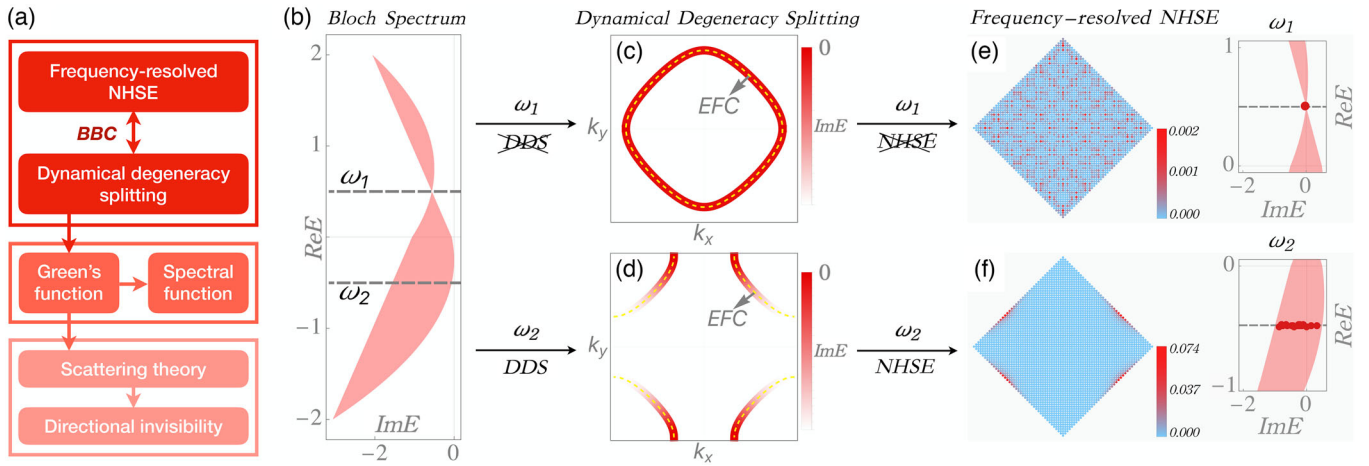 (a)
Frequency-resolved
NHSE
BBC
Dynamical degeneracy
splitting
Green's
function
Spectral
function
Scattering theory
Directional invisibility
(b)
Bloch Spectrum
2
1
0
-1
-2
ReE
ω1
ω2
ImE
-2
0
ω1
DDS
ω2
DDS
Dynamical Degeneracy Splitting
(c)
EFC
ky
kx
0
ImE
(d)
EFC
ky
kx
0
ImE
ω1
NHSE
ω2
NHSE
Frequency-resolved NHSE
(e)
0.002
0.001
0.000
ω1
1
0
ReE
-2
0
ImE
(f)
0.074
0.037
0.000
ω2
0
-1
ReE
-2
0
ImE